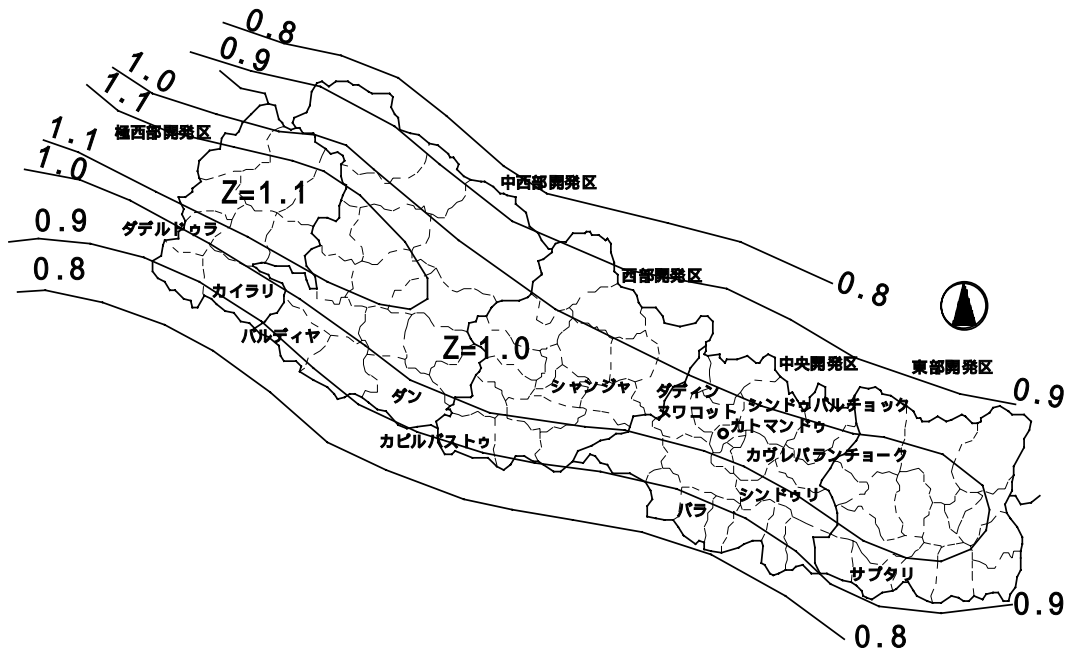 0.8
0.9
1.0
1.1
極西部開発区
1.1
1.0
中西部開発区
Z=1.1
0.9
ダデルドゥラ
0.8
カイラリ
西部開発区
0.8
バルディヤ
Z=1.0
中央開発区
東部開発区
シャンジャ
ダディン
ダン
0.9
ヌワコット
シンドゥパルチョック
カトマンドゥ
カピルバストゥ
カヴレパランチョーク
シンドゥリ
バラ
サプタリ
0.9
0.8